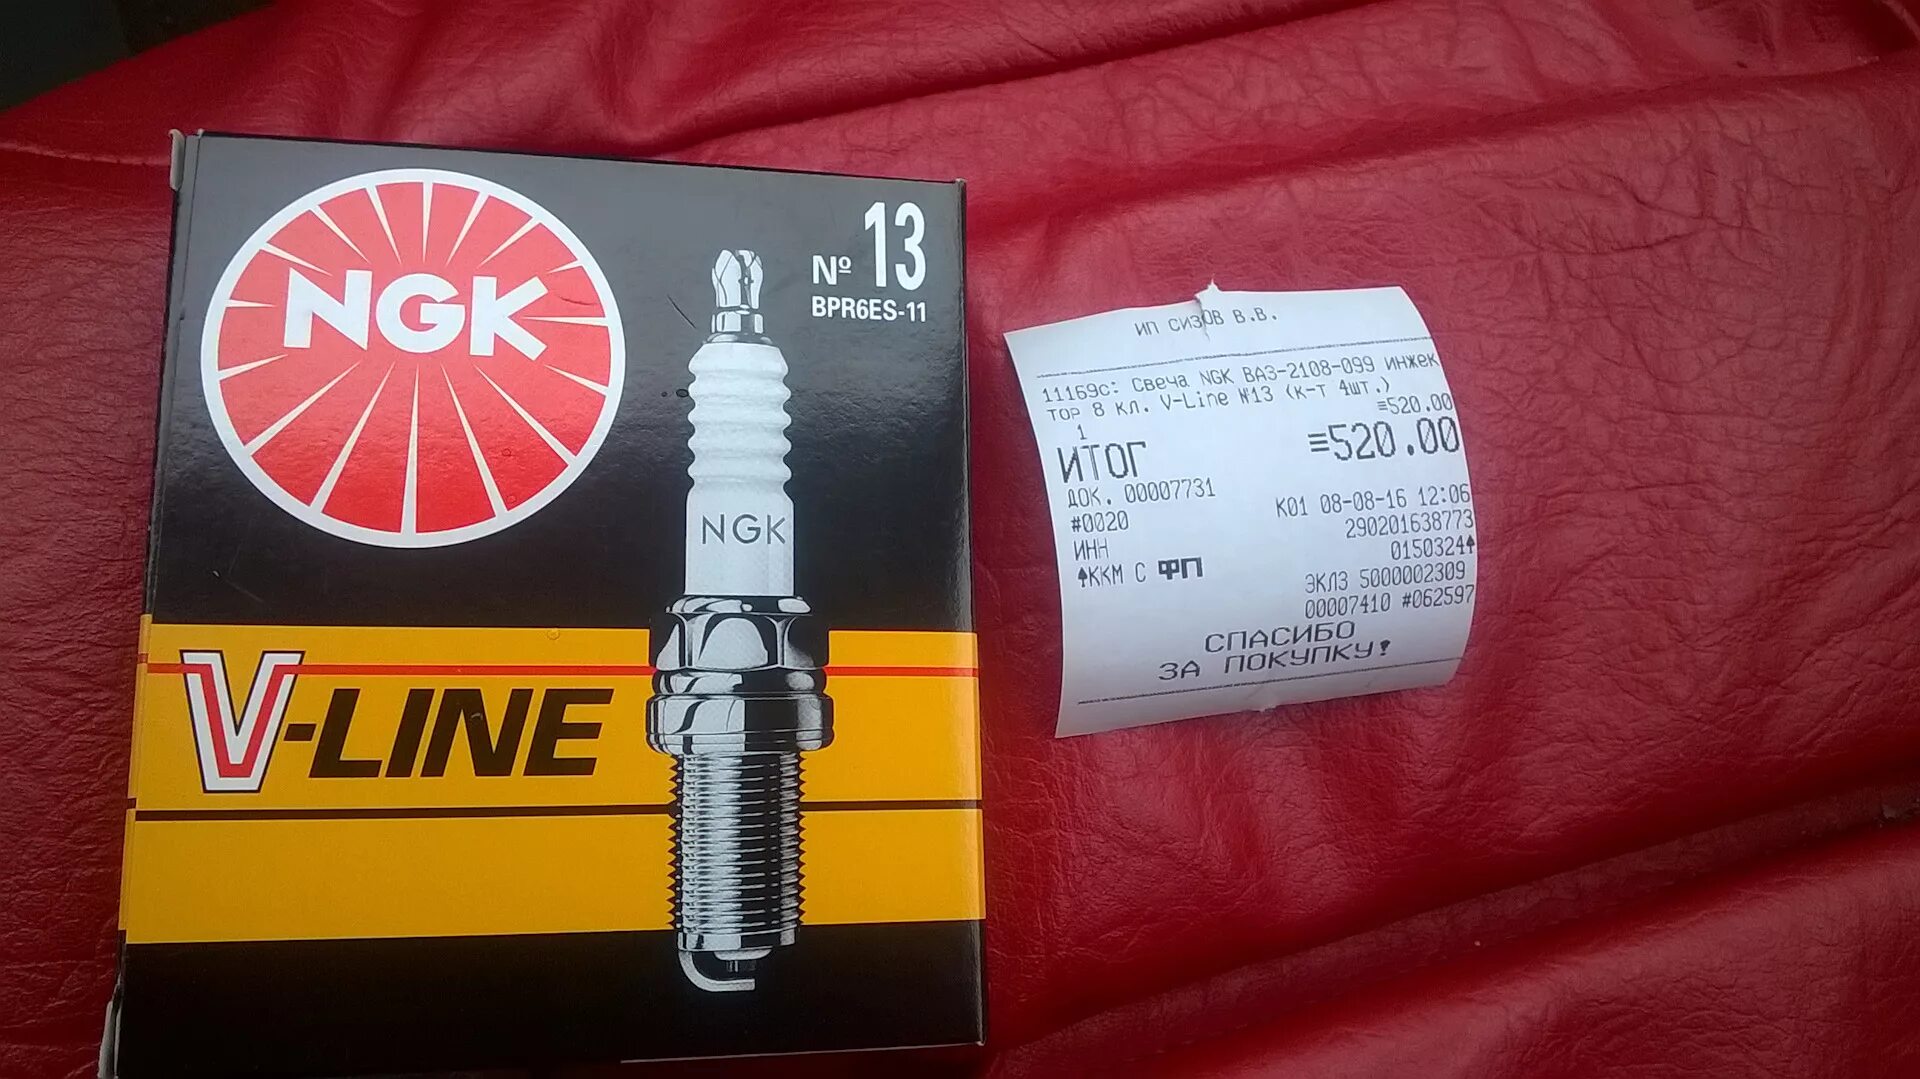 NGK
Nº 13
BPR6ES-11
NGK
V-LINE
ИП СИЗОВ В.В.
11169с: Свеча NGK ВАЗ-2108-099 инжек
тор 8 кл. V-Line №13 (к-т 4шт.)
1 ≡520.00
ИТОГ ≡520.00
ДОК. 00007731 К01 08-08-16 12:06
#0020 290201638773
ИНН 0150324
ККМ С ФП ЭКЛЗ 5000002309
00007410 #062597
СПАСИБО
ЗА ПОКУПКУ!